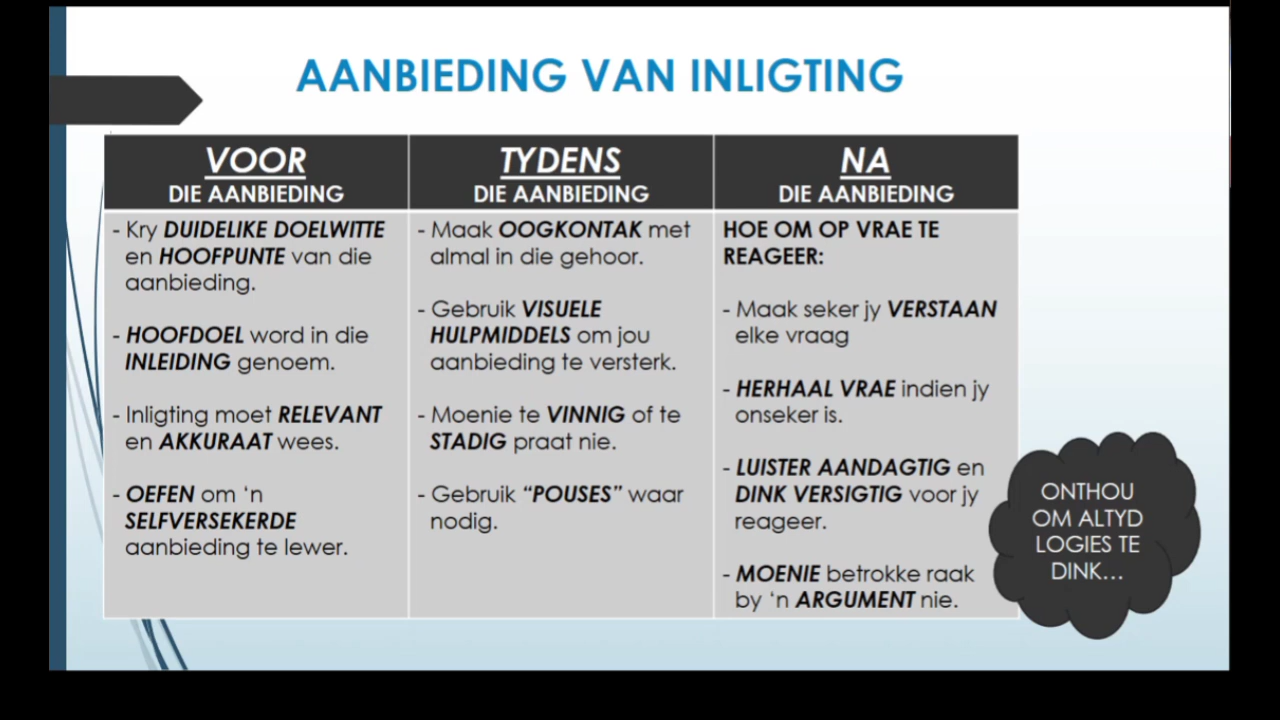 AANBIEDING VAN INLIGTING
VOOR
DIE AANBIEDING
- Kry DUIDELIKE DOELWITTE
en HOOFPUNTE van die
aanbieding.
- HOOFDOEL word in die
INLEIDING genoem.
- Inligting moet RELEVANT
en AKKURAAT wees.
- OEFEN om ‘n
SELFVERSEKERDE
aanbieding te lewer.
TYDENS
DIE AANBIEDING
- Maak OOGKONTAK met
almal in die gehoor.
- Gebruik VISUELE
HULPMIDDELS om jou
aanbieding te versterk.
- Moenie te VINNIG of te
STADIG praat nie.
- Gebruik “POUSES” waar
nodig.
NA
DIE AANBIEDING
HOE OM OP VRAE TE
REAGEER:
- Maak seker jy VERSTAAN
elke vraag
- HERHAAL VRAE indien jy
onseker is.
- LUISTER AANDAGTIG en
DINK VERSIGTIG voor jy
reageer.
- MOENIE betrokke raak
by ‘n ARGUMENT nie.
ONTHOU
OM ALTYD
LOGIES TE
DINK...